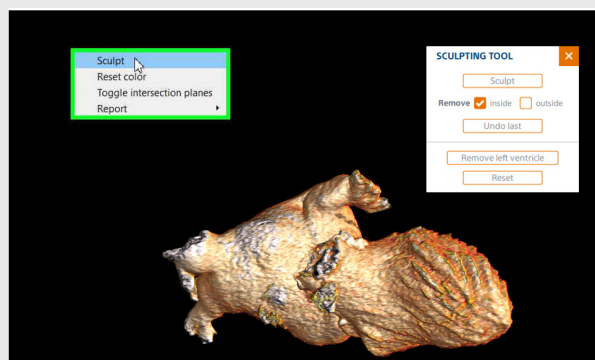 Sculpt
Reset color
Toggle intersection planes
Report
SCULPTING TOOL
Sculpt
Remove inside outside
Undo last
Remove left ventricle
Reset